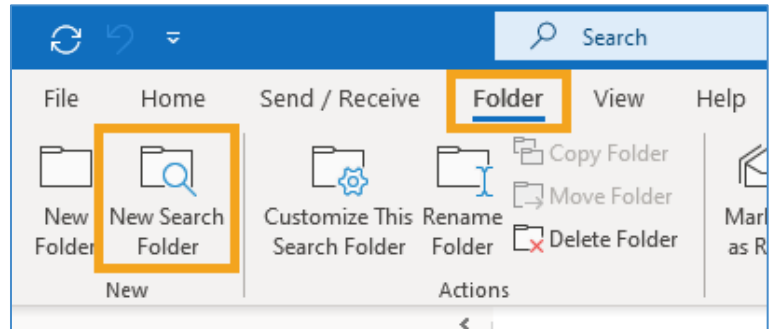 Search
File Home Send / Receive Folder View Help
New Folder
New Search Folder
Customize This Search Folder
Rename Folder
Copy Folder
Move Folder
Delete Folder
as
New Actions